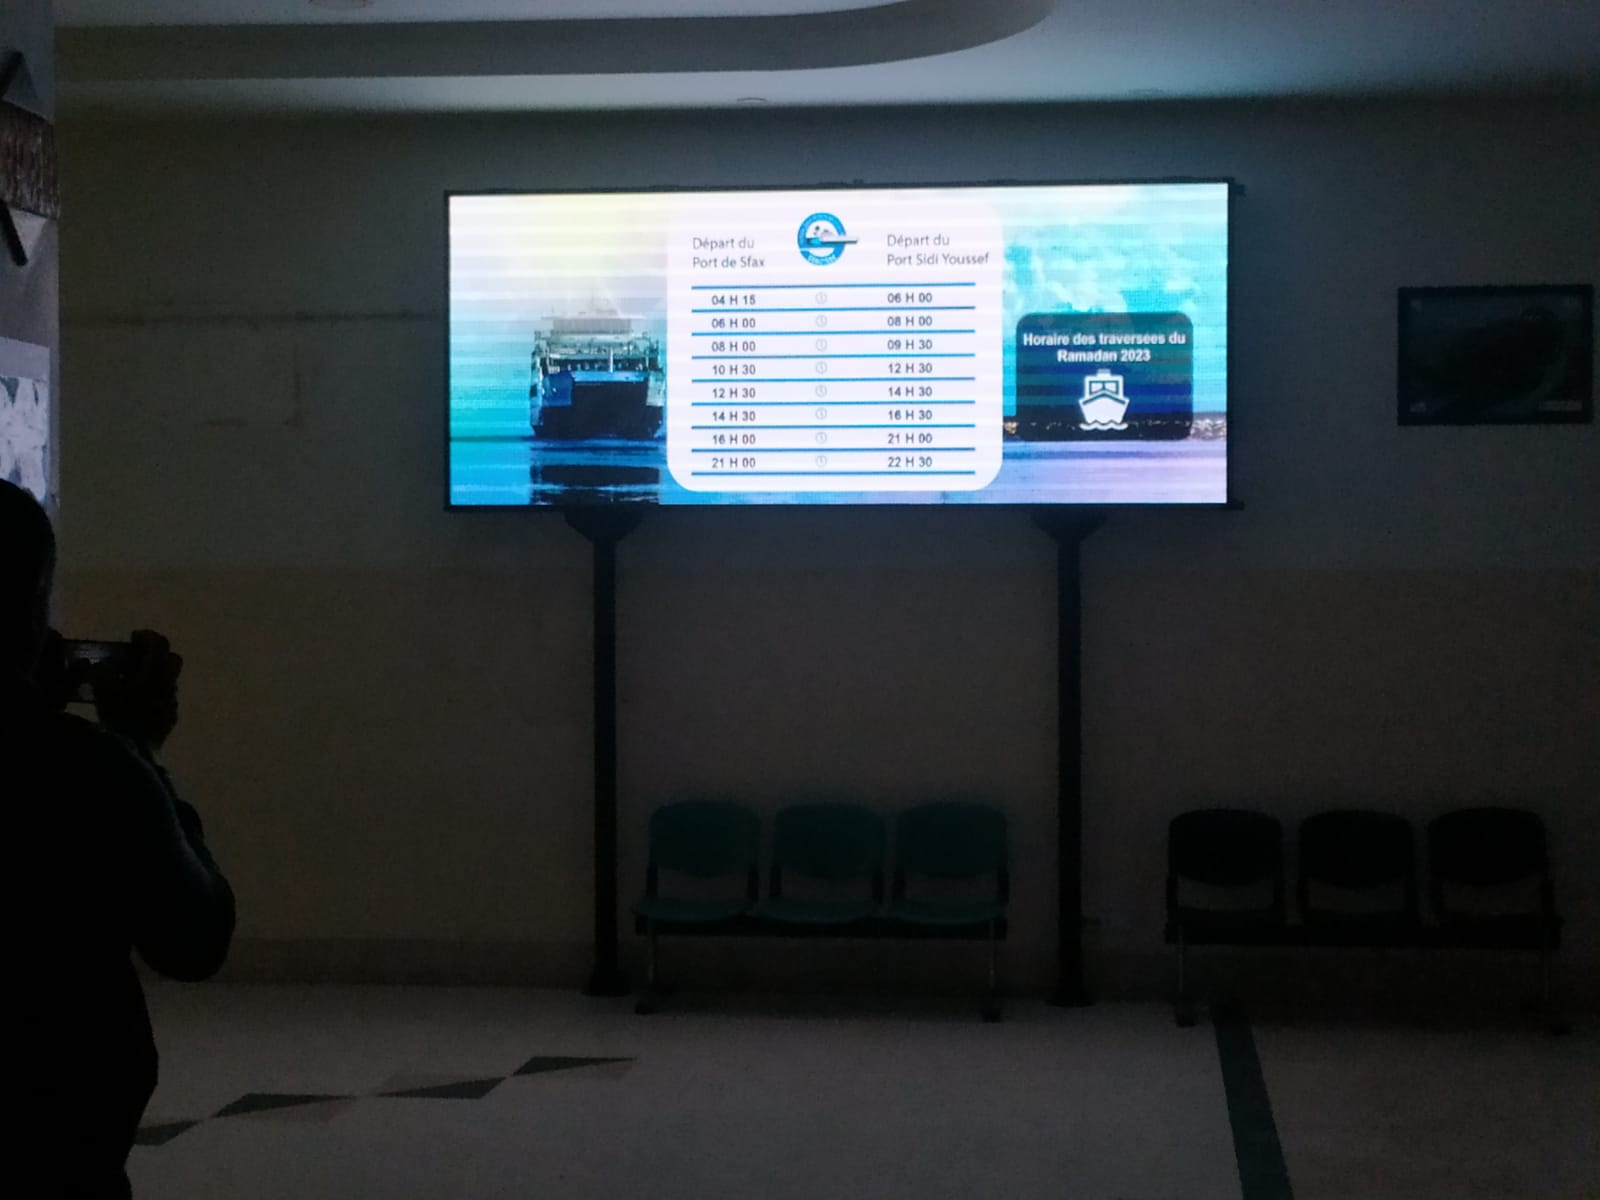 Départ du
Port de Sfax
Départ du
Port Sidi Youssef
04 H 15 06 H 00
06 H 00 08 H 00
08 H 00 09 H 30
10 H 30 12 H 30
12 H 30 14 H 30
14 H 30 16 H 30
16 H 00 21 H 00
21 H 00 22 H 30
Horaire des traversées du
Ramadan 2023